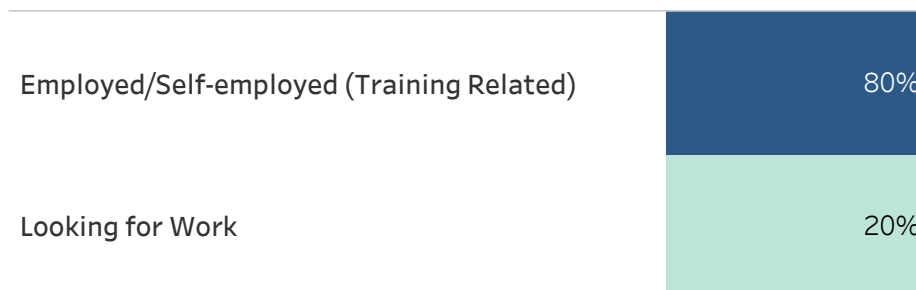 Employed/Self-employed (Training Related) 80%
Looking for Work 20%